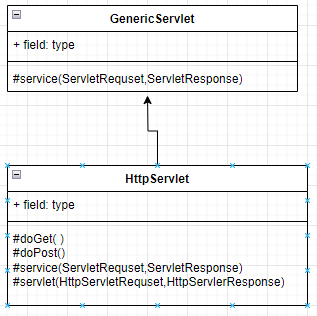 GenericServlet
+ field: type
#service(ServletRequset,ServletResponse)
HttpServlet
+ field: type
#doGet( )
#doPost()
#service(ServletRequset,ServletResponse)
#servlet(HttpServletRequset,HttpServlerResponse)